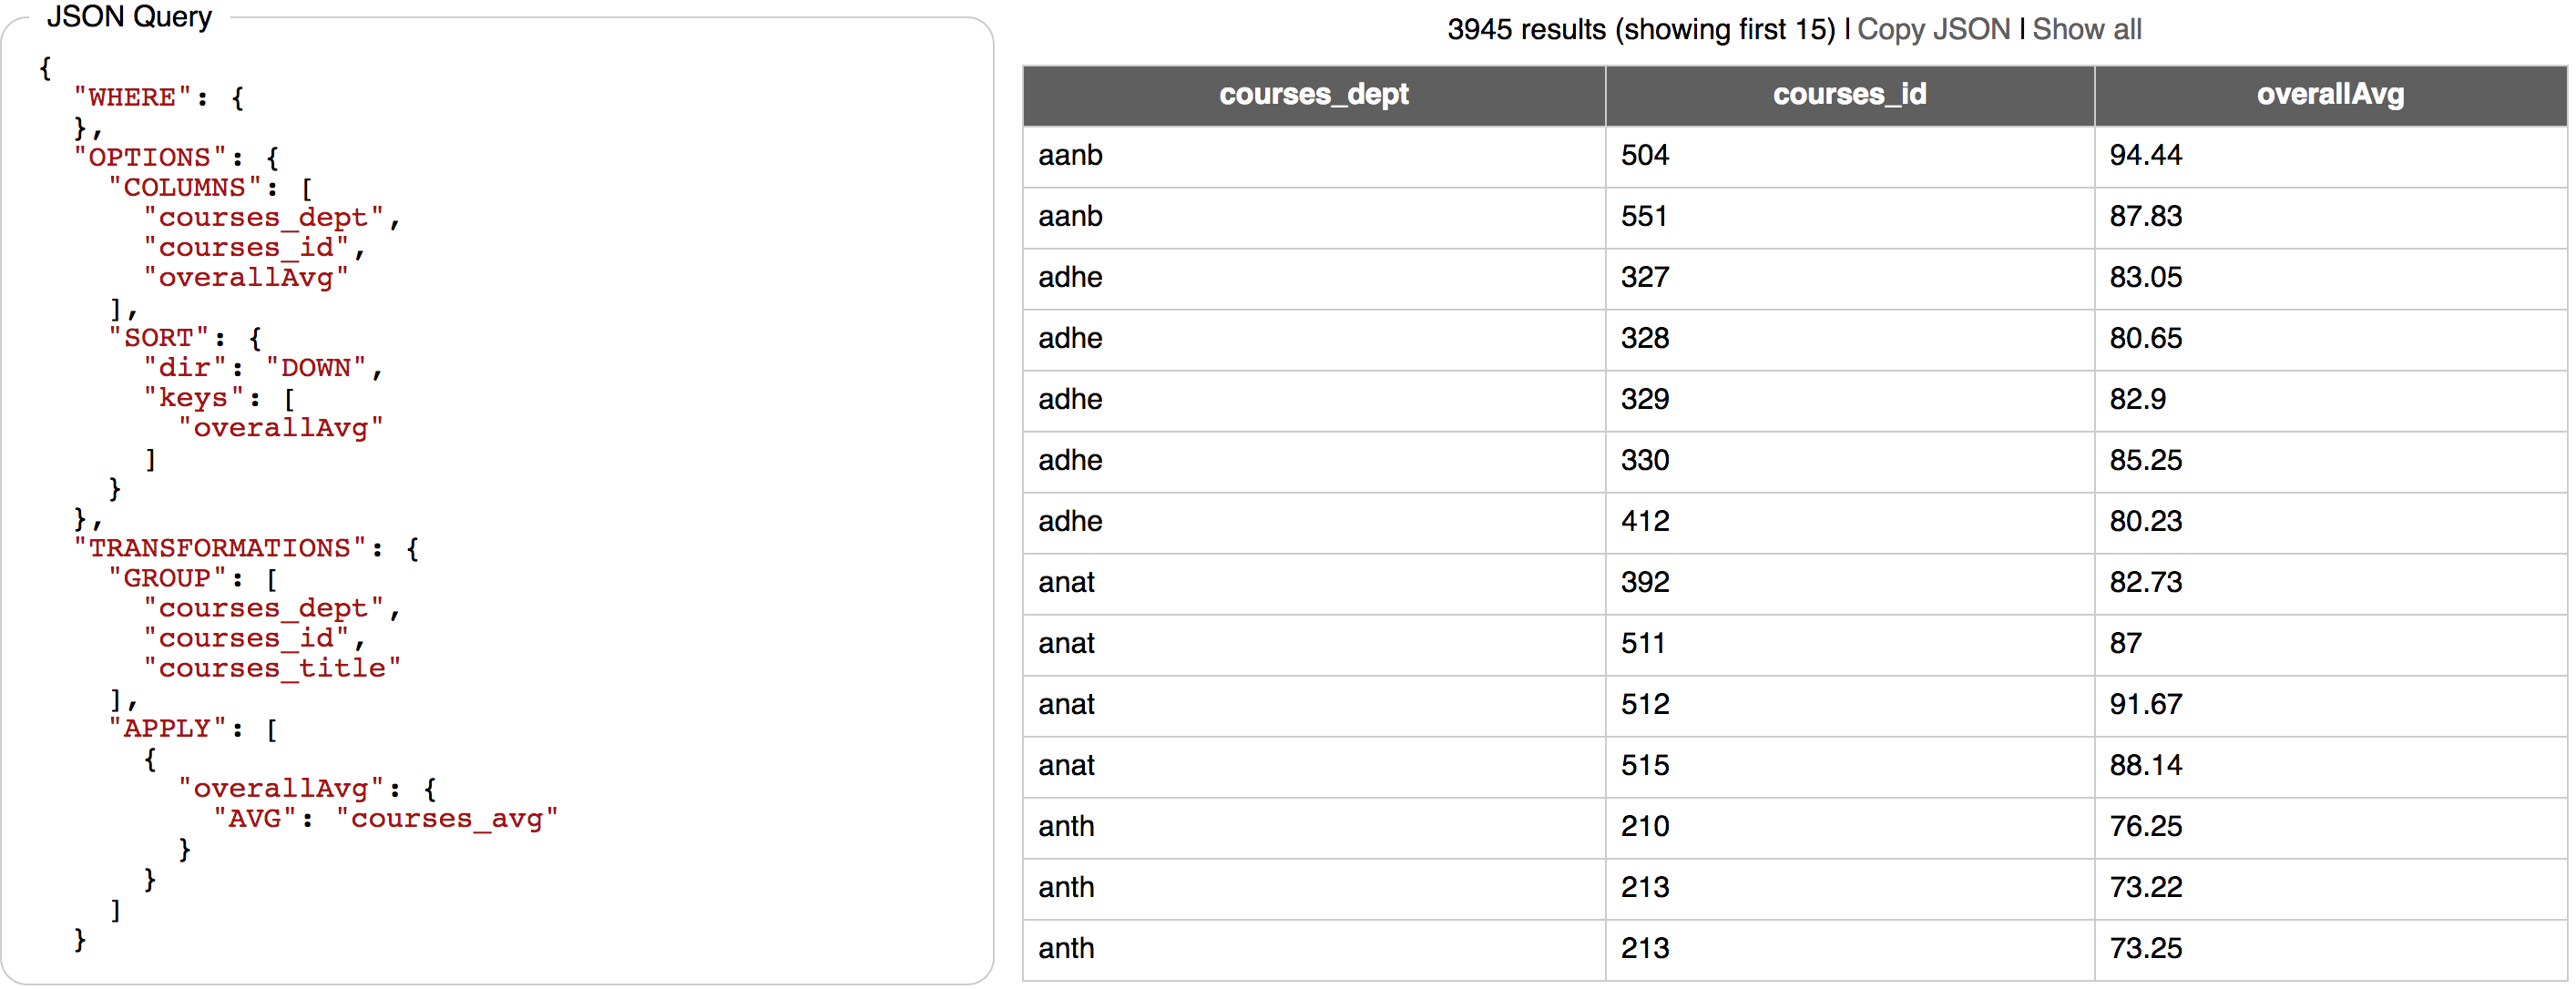 JSON Query
{
"WHERE": {
},
"OPTIONS": {
"COLUMNS": [
"courses_dept",
"courses_id",
"overallAvg"
],
"SORT": {
"dir": "DOWN",
"keys": [
"overallAvg"
]
}
},
"TRANSFORMATIONS": {
"GROUP": [
"courses_dept",
"courses_id",
"courses_title"
],
"APPLY": [
{
"overallAvg": {
"AVG": "courses_avg"
}
}
]
}
3945 results (showing first 15) | Copy JSON | Show all
courses_dept courses_id overallAvg
aanb 504 94.44
aanb 551 87.83
adhe 327 83.05
adhe 328 80.65
adhe 329 82.9
adhe 330 85.25
adhe 412 80.23
anat 392 82.73
anat 511 87
anat 512 91.67
anat 515 88.14
anth 210 76.25
anth 213 73.22
anth 213 73.25